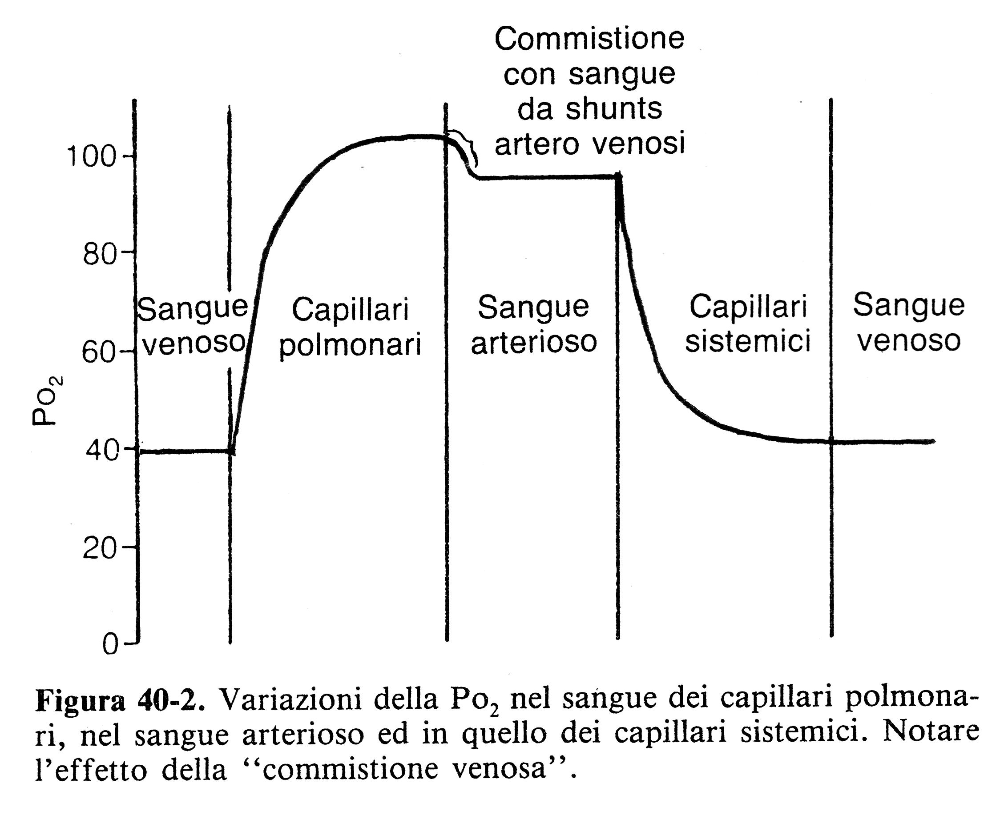 Commistione
con sangue
da shunts
artero venosi
100
80
60
40
20
0
Po₂
Sangue
venoso
Capillari
polmonari
Sangue
arterioso
Capillari
sistemici
Sangue
venoso
Figura 40-2. Variazioni della Po₂ nel sangue dei capillari polmona-
ri, nel sangue arterioso ed in quello dei capillari sistemici. Notare
l’effetto della “commistione venosa”.